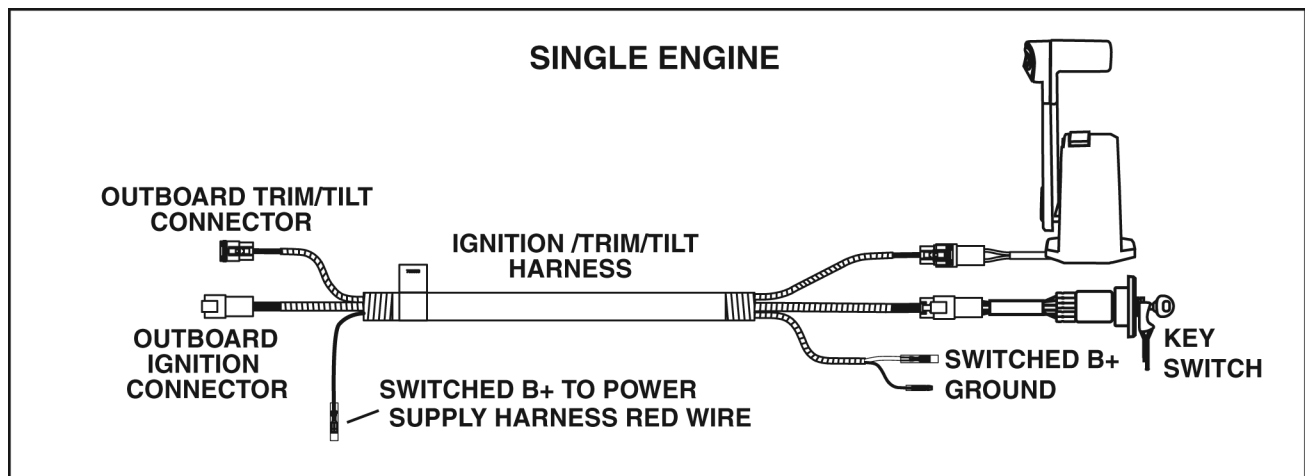 SINGLE ENGINE
OUTBOARD TRIM/TILT
CONNECTOR
IGNITION /TRIM/TILT
HARNESS
OUTBOARD
IGNITION
CONNECTOR
SWITCHED B+ TO POWER
SUPPLY HARNESS RED WIRE
SWITCHED B+
GROUND
KEY
SWITCH